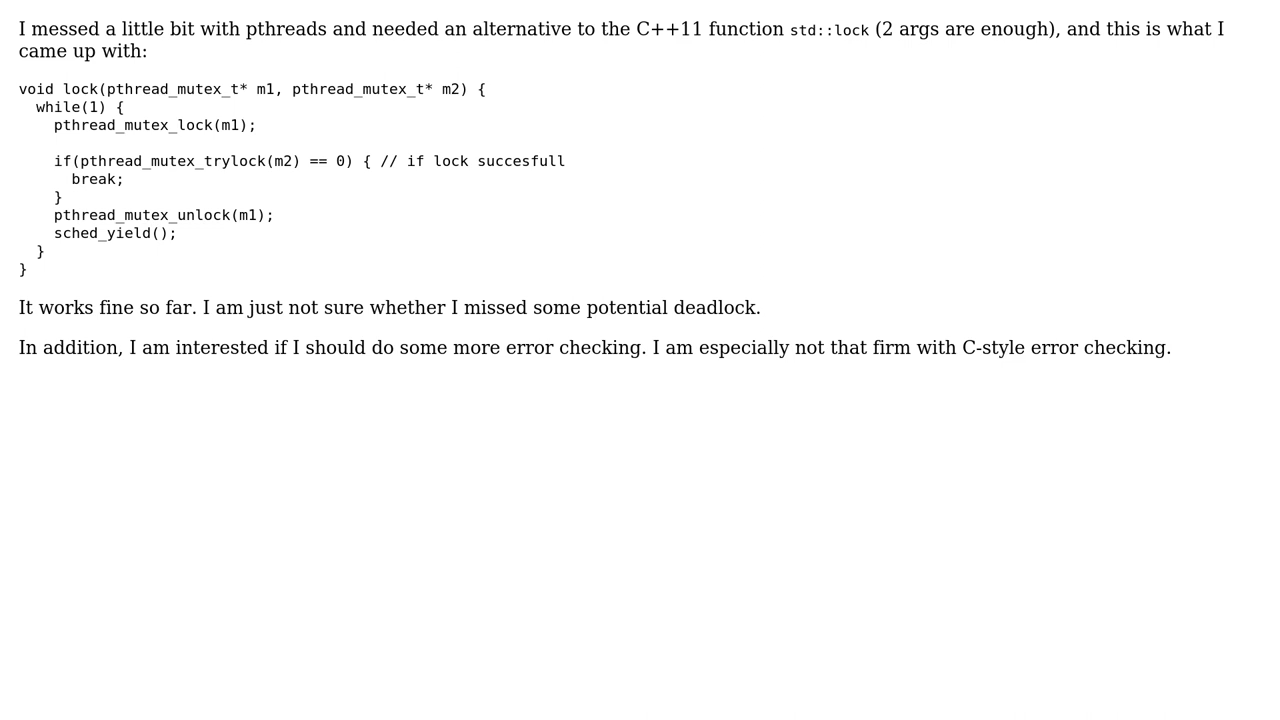 I messed a little bit with pthreads and needed an alternative to the C++11 function std::lock (2 args are enough), and this is what I
came up with:
void lock(pthread_mutex_t* m1, pthread_mutex_t* m2) {
  while(1) {
    pthread_mutex_lock(m1);
    if(pthread_mutex_trylock(m2) == 0) { // if lock succesfull
      break;
    }
    pthread_mutex_unlock(m1);
    sched_yield();
  }
}
It works fine so far. I am just not sure whether I missed some potential deadlock.
In addition, I am interested if I should do some more error checking. I am especially not that firm with C-style error checking.